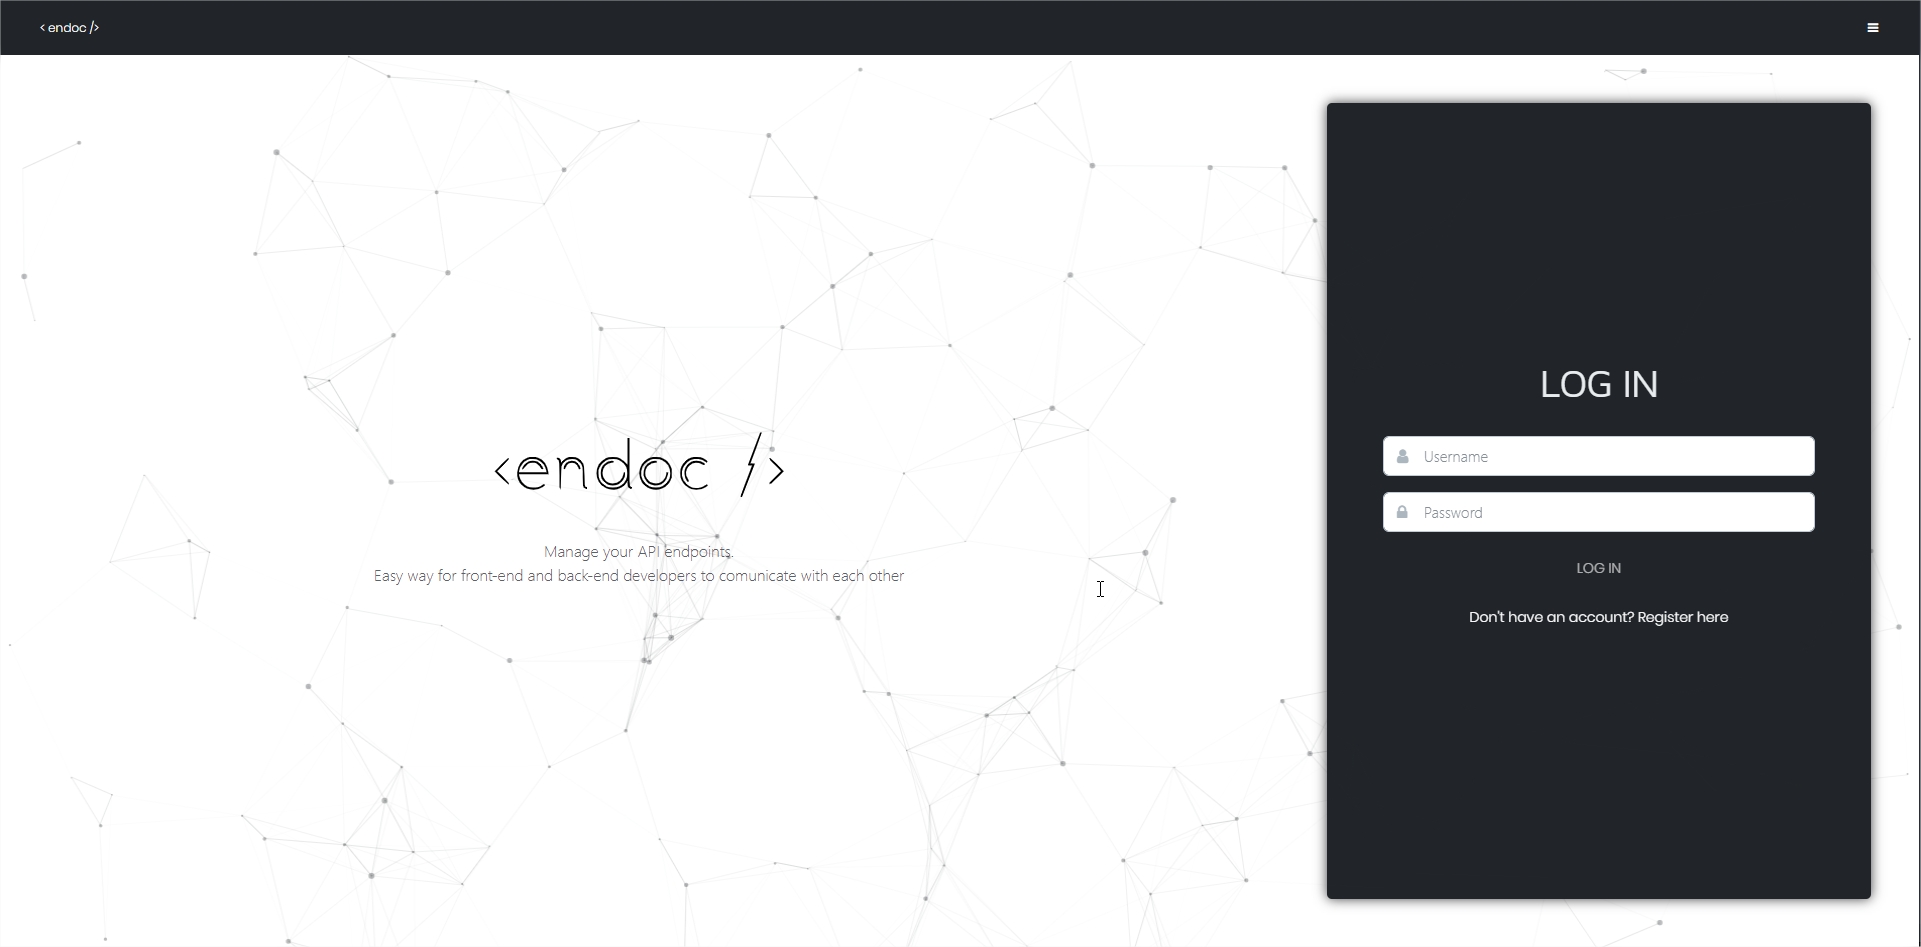 < endoc />
<endoc />
Manage your API endpoints.
Easy way for front-end and back-end developers to comunicate with each other
LOG IN
Username
Password
LOG IN
Don't have an account? Register here